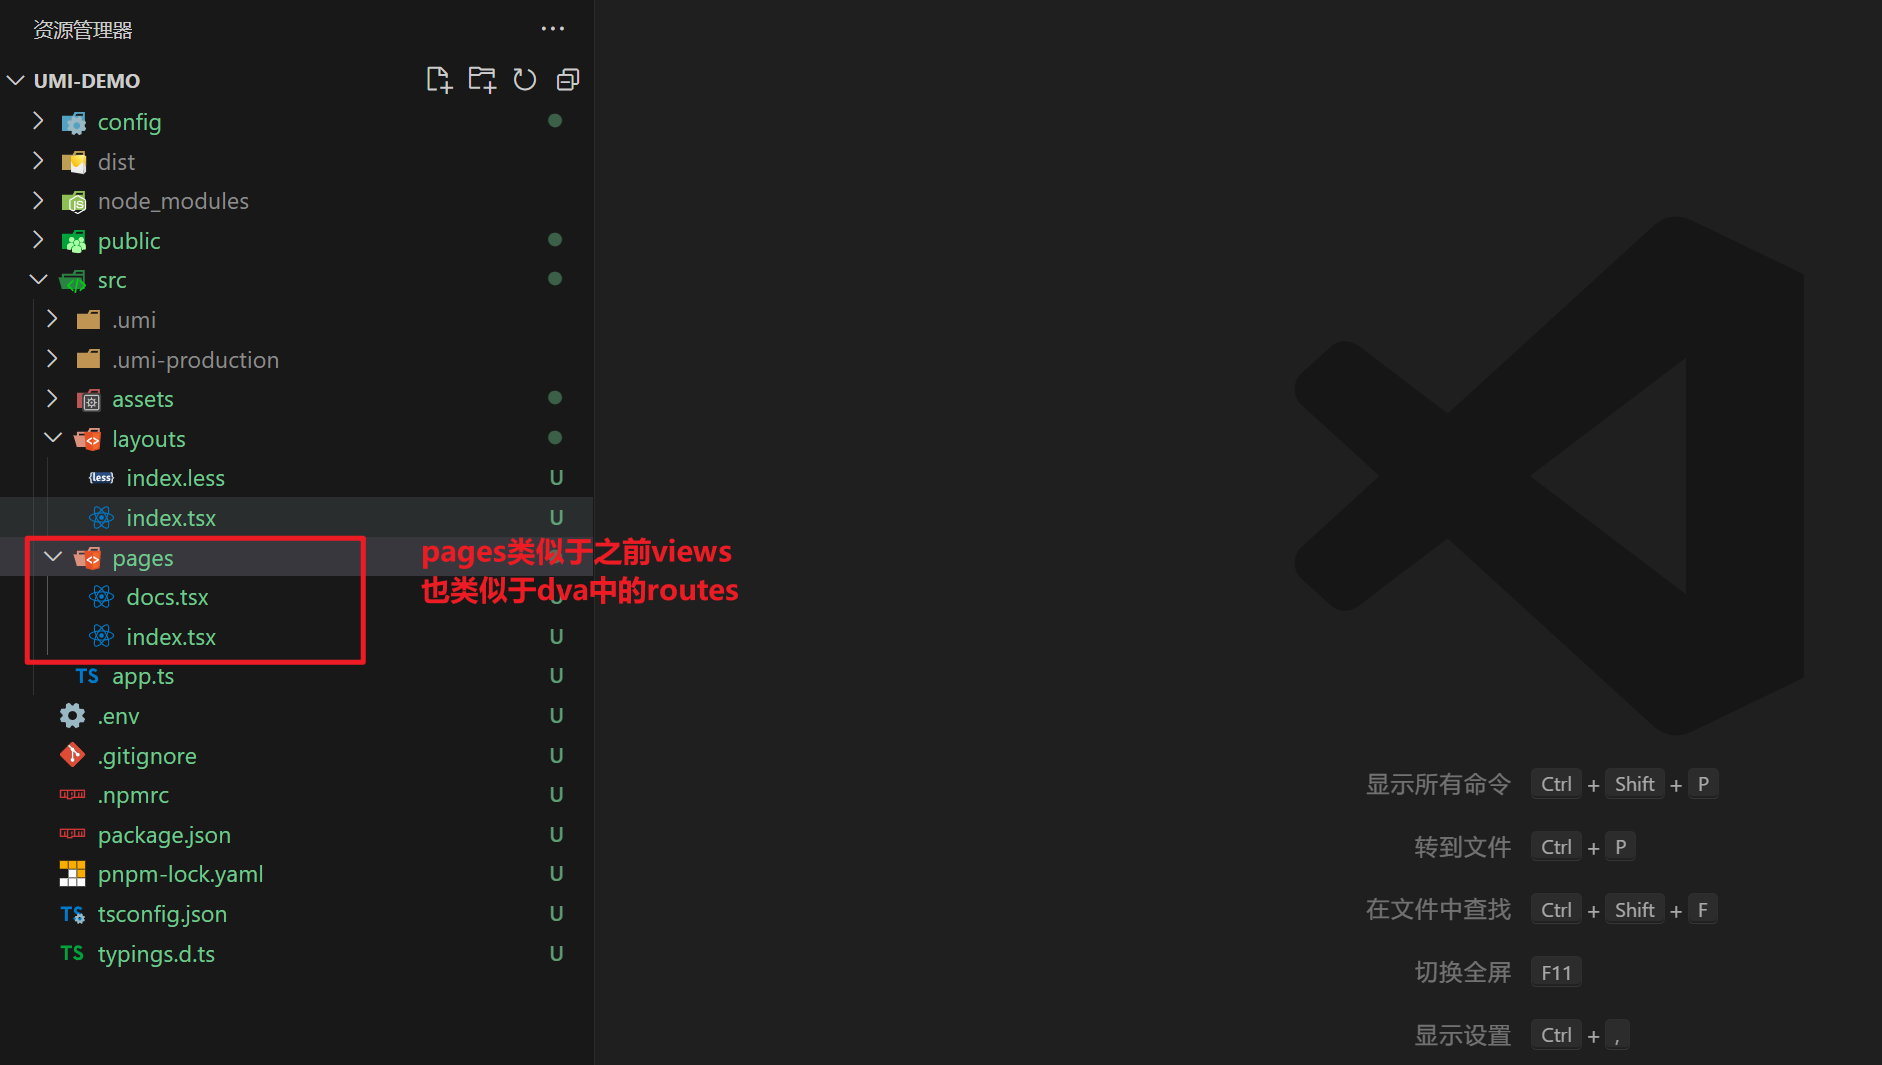 资源管理器
UMI-DEMO
config
dist
node_modules
public
src
.umi
.umi-production
assets
layouts
index.less U
index.tsx U
pages
pages类似于之前views
docs.tsx U
也类似于dva中的routes
index.tsx U
TS app.ts U
.env U
.gitignore U
.npmrc U
package.json U
pnpm-lock.yaml U
TS tsconfig.json U
TS typings.d.ts U
显示所有命令 Ctrl + Shift + P
转到文件 Ctrl + P
在文件中查找 Ctrl + Shift + F
切换全屏 F11
显示设置 Ctrl + ,